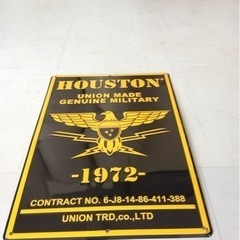 HOUSTON
UNION MADE
GENUINE MILITARY
-1972-
CONTRACT NO. 6-J8-14-86-411-388
UNION TRD,co.,LTD